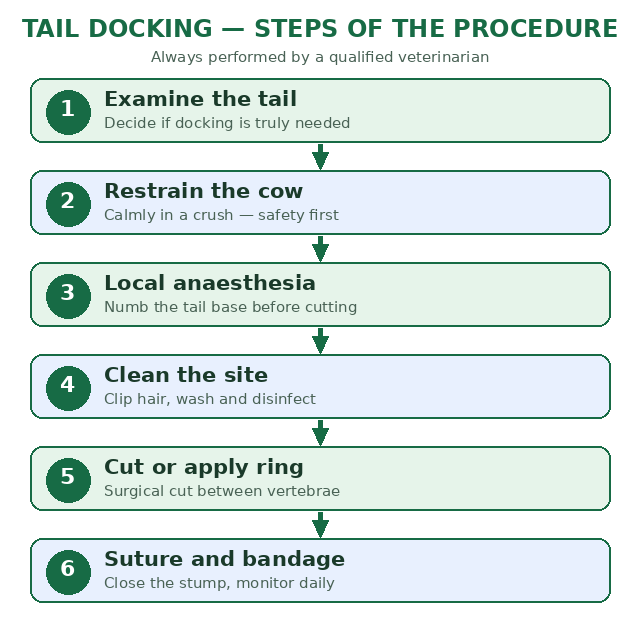 TAIL DOCKING — STEPS OF THE PROCEDURE
Always performed by a qualified veterinarian
1
Examine the tail
Decide if docking is truly needed
2
Restrain the cow
Calmly in a crush — safety first
3
Local anaesthesia
Numb the tail base before cutting
4
Clean the site
Clip hair, wash and disinfect
5
Cut or apply ring
Surgical cut between vertebrae
6
Suture and bandage
Close the stump, monitor daily